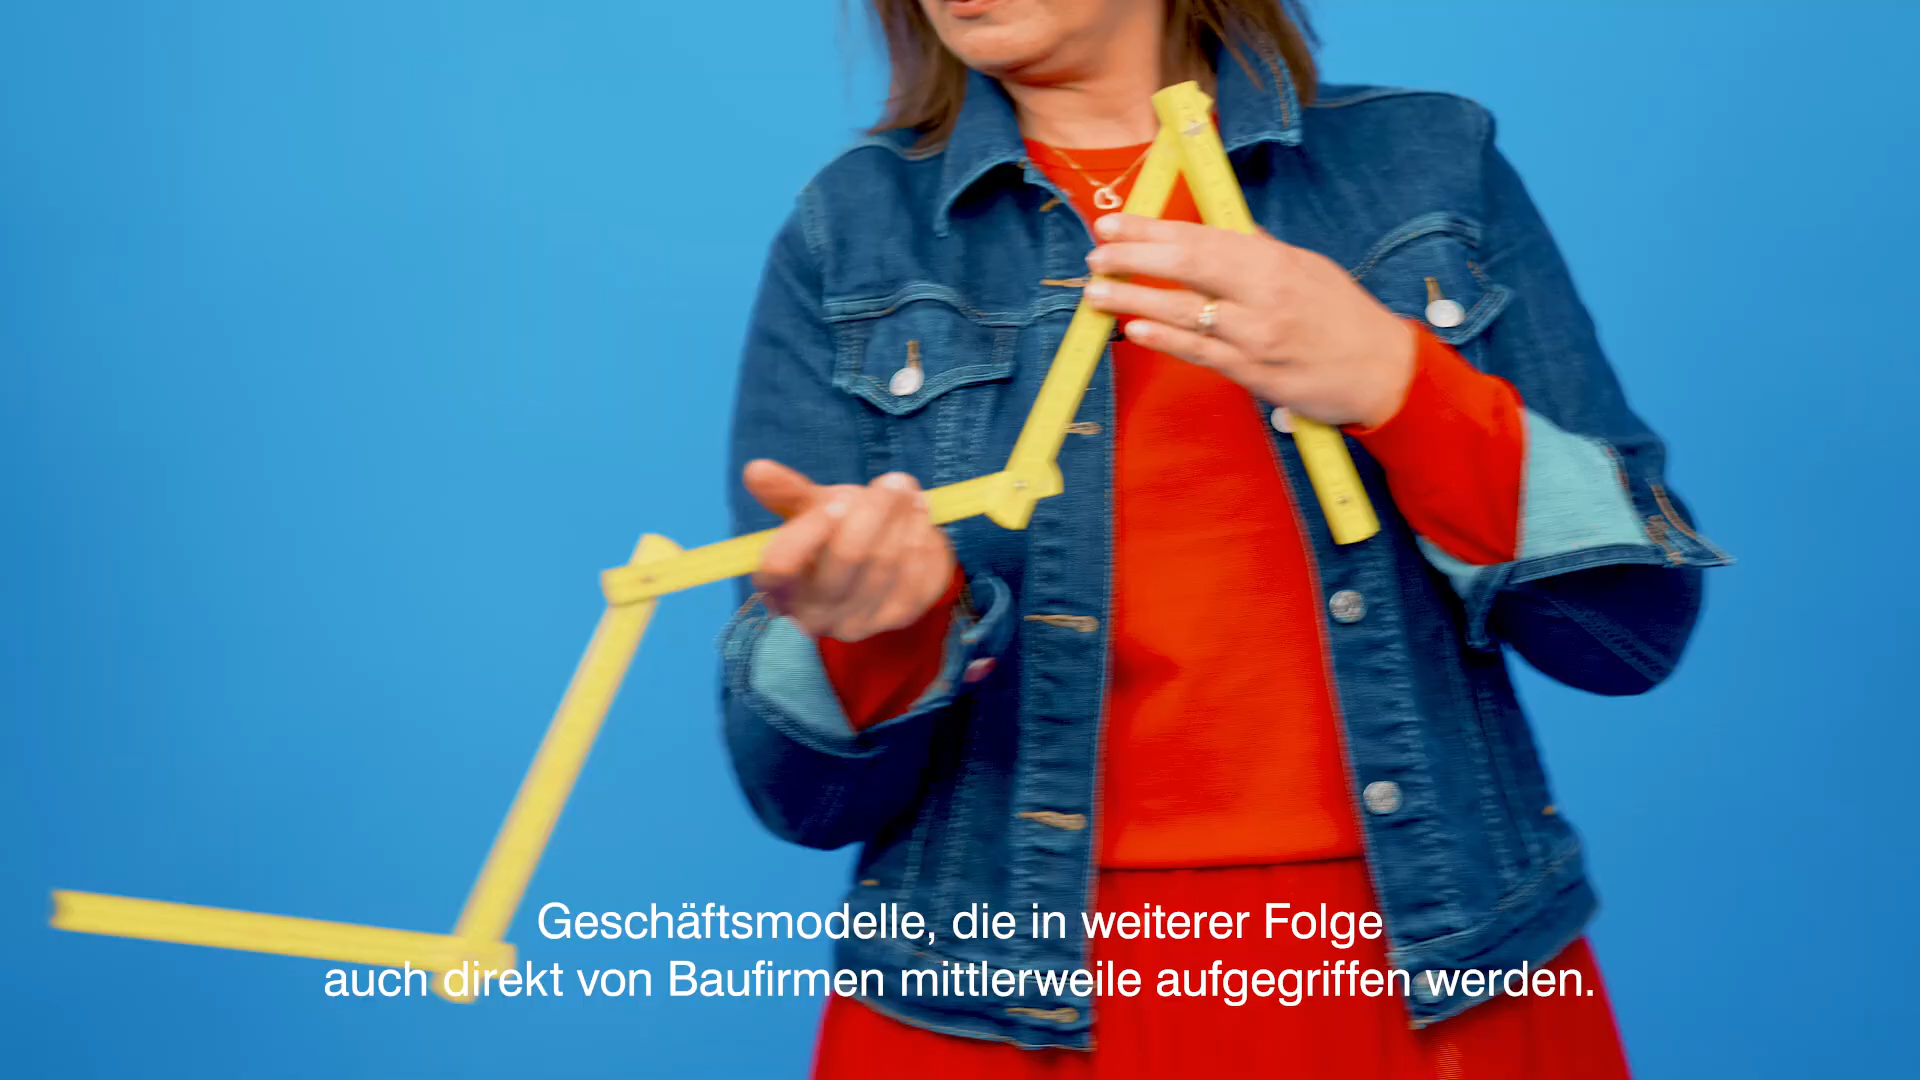 Geschäftsmodelle, die in weiterer Folge
auch direkt von Baufirmen mittlerweile aufgegriffen werden.